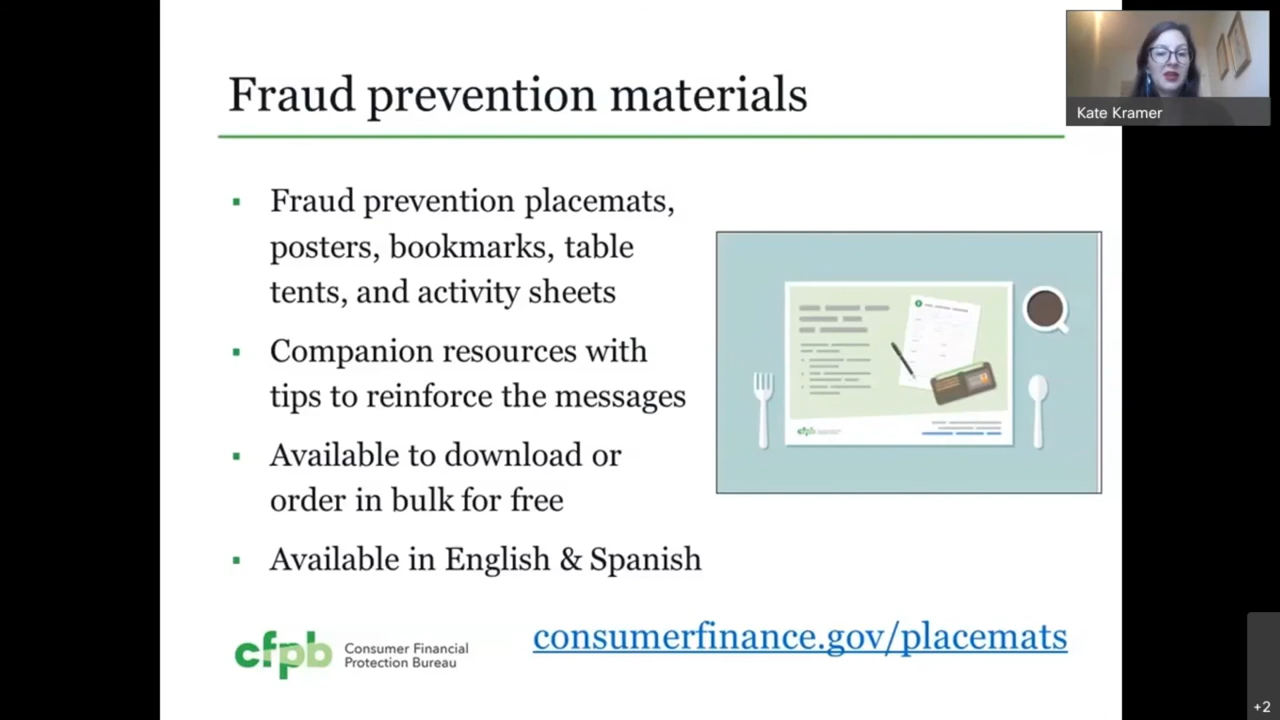 Fraud prevention materials
Kate Kramer
▪ Fraud prevention placemats,
posters, bookmarks, table
tents, and activity sheets
▪ Companion resources with
tips to reinforce the messages
▪ Available to download or
order in bulk for free
▪ Available in English & Spanish
cfpb
cfpb Consumer Financial
Protection Bureau
consumerfinance.gov/placemats
+2